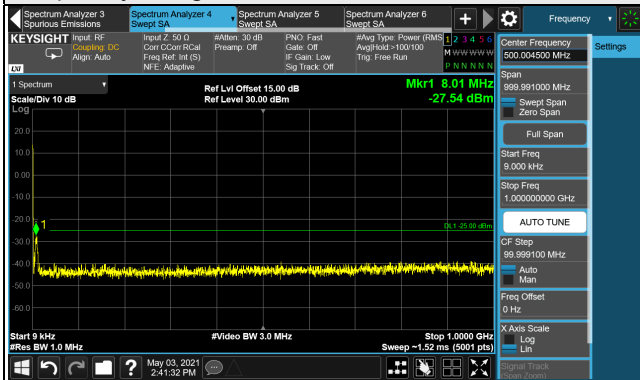 Spectrum Analyzer 3
Spurious Emissions
Spectrum Analyzer 4
Swept SA
Spectrum Analyzer 5
Swept SA
Spectrum Analyzer 6
Swept SA
+
Frequency
KEYSIGHT
Input: RF
Coupling: DC
Align: Auto
Input Z: 50 Ω
Corr CCorr RCal
Freq Ref: Int (S)
NFE: Adaptive
#Atten: 30 dB
Preamp: Off
PNO: Fast
Gate: Off
IF Gain: Low
Sig Track: Off
#Avg Type: Power (RMS
Avg|Hold:>100/100
Trig: Free Run
1 2 3 4 5 6
M W W W W W
P N N N N N
LXI
1 Spectrum
Scale/Div 10 dB
Ref Lvl Offset 15.00 dB
Ref Level 30.00 dBm
Mkr1 8.01 MHz
-27.54 dBm
Log
20.0
10.0
0.00
-10.0
-20.0
-30.0
-40.0
-50.0
-60.0
1
DL1 -25.00 dBm
Start 9 kHz
#Res BW 1.0 MHz
#Video BW 3.0 MHz
Stop 1.0000 GHz
Sweep ~1.52 ms (5001 pts)
?
May 03, 2021
2:41:32 PM
Center Frequency
500.004500 MHz
Settings
Span
999.991000 MHz
Swept Span
Zero Span
Full Span
Start Freq
9.000 kHz
Stop Freq
1.000000000 GHz
AUTO TUNE
CF Step
99.999100 MHz
Auto
Man
Freq Offset
0 Hz
X Axis Scale
Log
Lin
Signal Track
(Span Zoom)